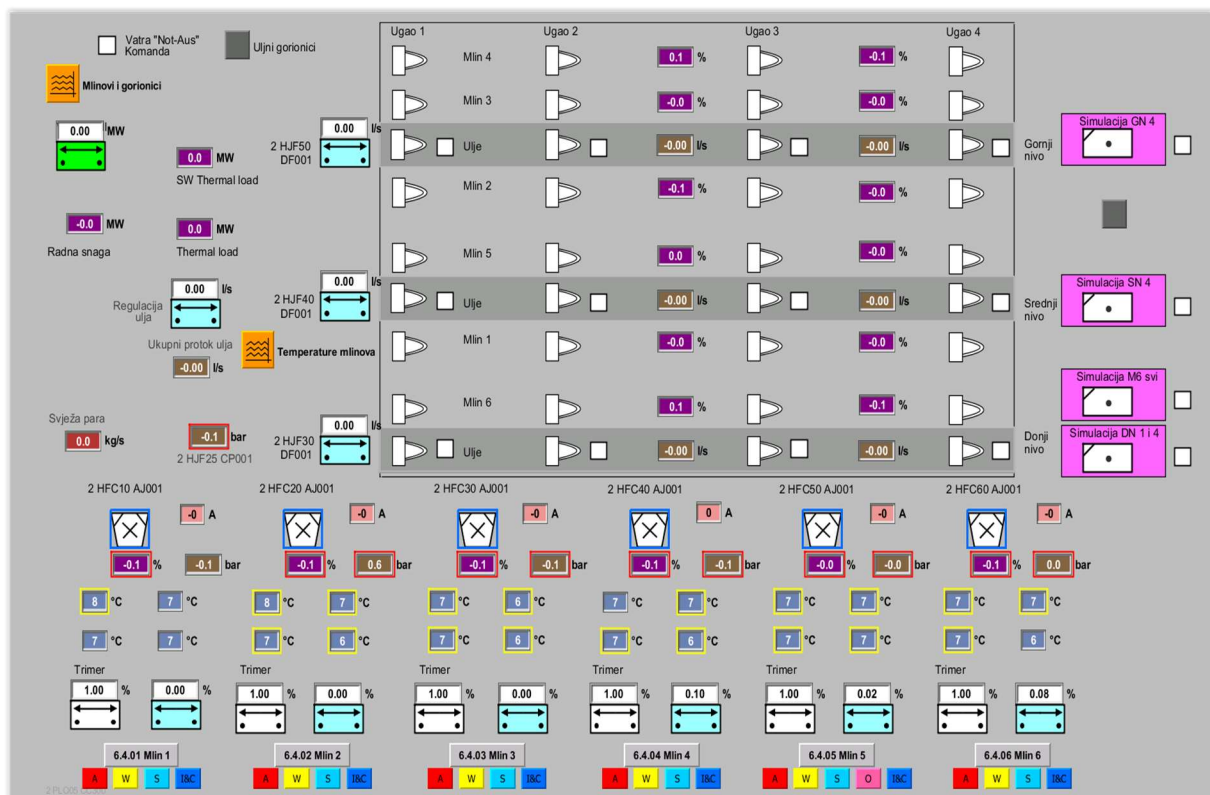 Ugao 1 Ugao 2 Ugao 3 Ugao 4
Vatra "Not-Aus"
Komanda
Uljni gorionici
Mlinovi i gorionici
Mlin 4 0.1 % -0.1 %
Mlin 3 -0.0 % -0.0 %
0.00 MW
0.0 MW
SW Thermal load
0.00 l/s
2 HJF50
DF001
Ulje -0.00 l/s -0.00 l/s
Gornji
nivo
Simulacija GN 4
Mlin 2 -0.1 % -0.0 %
-0.0 MW
Radna snaga
0.0 MW
Thermal load
Mlin 5 0.0 % -0.0 %
0.00 l/s
Regulacija
ulja
0.00 l/s
2 HJF40
DF001
Ulje -0.00 l/s -0.00 l/s
Srednji
nivo
Simulacija SN 4
Ukupni protok ulja
-0.00 l/s
Temperature mlinova
Mlin 1 -0.0 % -0.0 %
Simulacija M6 svi
Mlin 6 0.1 % -0.1 %
Svježa para
0.0 kg/s
-0.1 bar
2 HJF25 CP001
0.00 l/s
2 HJF30
DF001
Ulje -0.00 l/s -0.00 l/s
Donji
nivo
Simulacija DN 1 i 4
2 HFC10 AJ001 2 HFC20 AJ001 2 HFC30 AJ001 2 HFC40 AJ001 2 HFC50 AJ001 2 HFC60 AJ001
-0 A -0 A -0 A 0 A -0 A -0 A
-0.1 % -0.1 bar -0.1 % 0.6 bar -0.1 % -0.1 bar -0.1 % -0.1 bar -0.0 % -0.0 bar -0.1 % 0.0 bar
8 °C 7 °C 8 °C 7 °C 7 °C 6 °C 7 °C 7 °C 7 °C 7 °C 7 °C 7 °C
7 °C 7 °C 7 °C 6 °C 7 °C 6 °C 7 °C 6 °C 7 °C 7 °C 7 °C 6 °C
Trimer Trimer Trimer Trimer Trimer Trimer
1.00 % 0.00 % 1.00 % 0.00 % 1.00 % 0.00 % 1.00 % 0.10 % 1.00 % 0.02 % 1.00 % 0.08 %
6.4.01 Mlin 1 6.4.02 Mlin 2 6.4.03 Mlin 3 6.4.04 Mlin 4 6.4.05 Mlin 5 6.4.06 Mlin 6
A W S I&C A W S I&C A W S I&C A W S I&C A W S O I&C A W S I&C